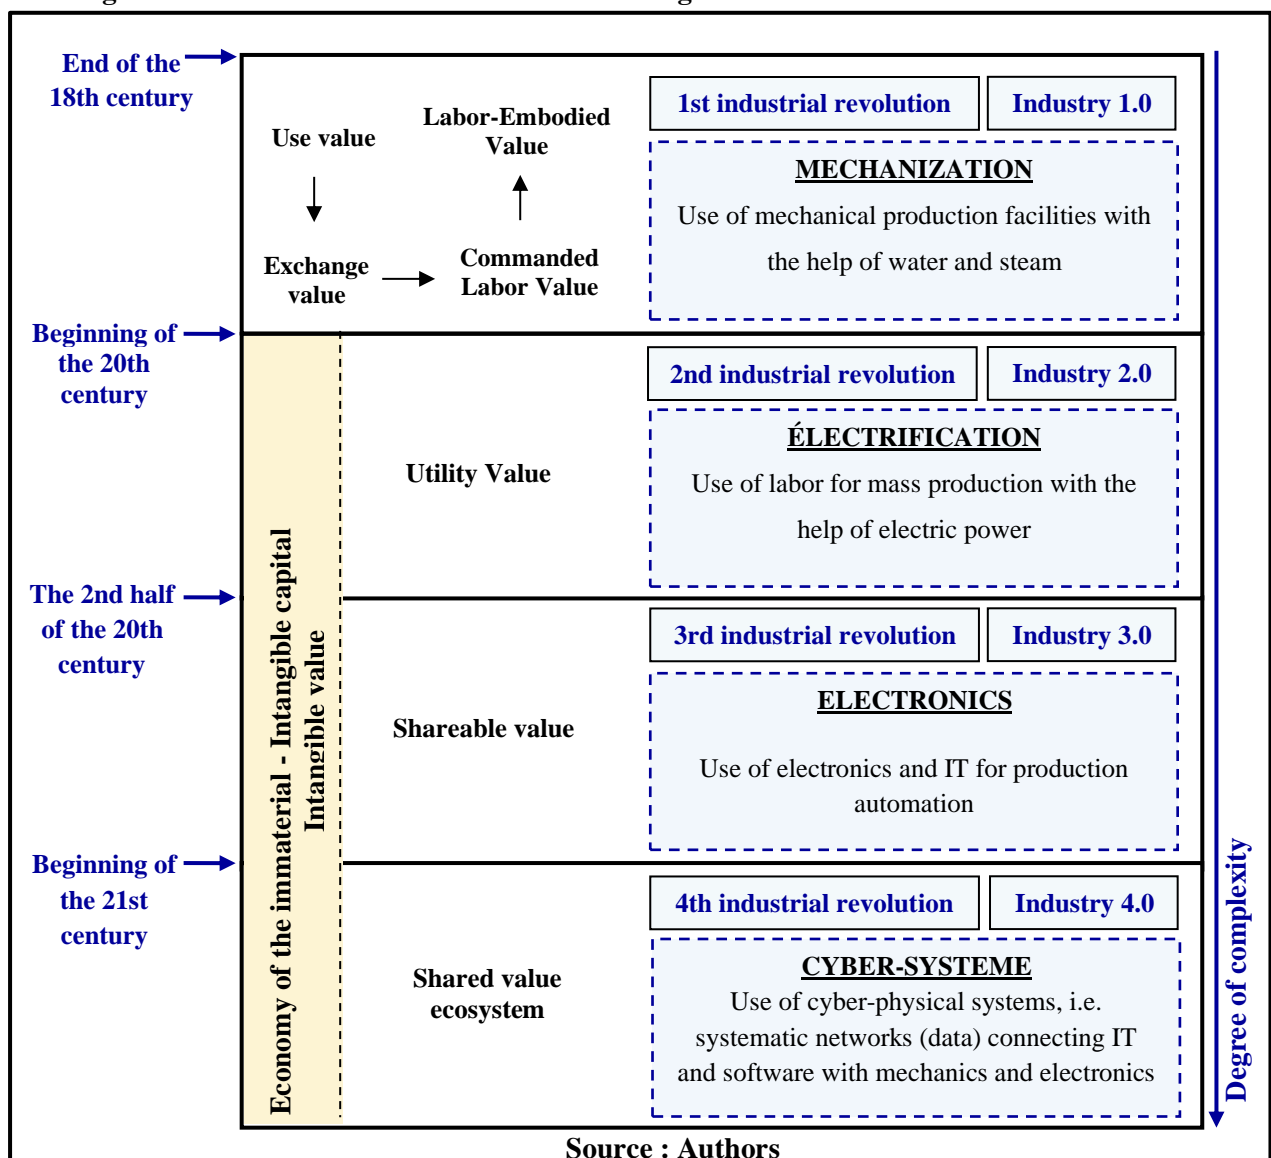 End of the
18th century
Use value
Labor-Embodied
Value
Exchange
value
Commanded
Labor Value
1st industrial revolution
Industry 1.0
MECHANIZATION
Use of mechanical production facilities with
the help of water and steam
Beginning of
the 20th
century
Utility Value
2nd industrial revolution
Industry 2.0
ÉLECTRIFICATION
Use of labor for mass production with the
help of electric power
The 2nd half
of the 20th
century
Shareable value
3rd industrial revolution
Industry 3.0
ELECTRONICS
Use of electronics and IT for production
automation
Beginning of
the 21st
century
Shared value
ecosystem
4th industrial revolution
Industry 4.0
CYBER-SYSTEME
Use of cyber-physical systems, i.e.
systematic networks (data) connecting IT
and software with mechanics and electronics
Economy of the immaterial - Intangible capital
Intangible value
Degree of complexity
Source : Authors